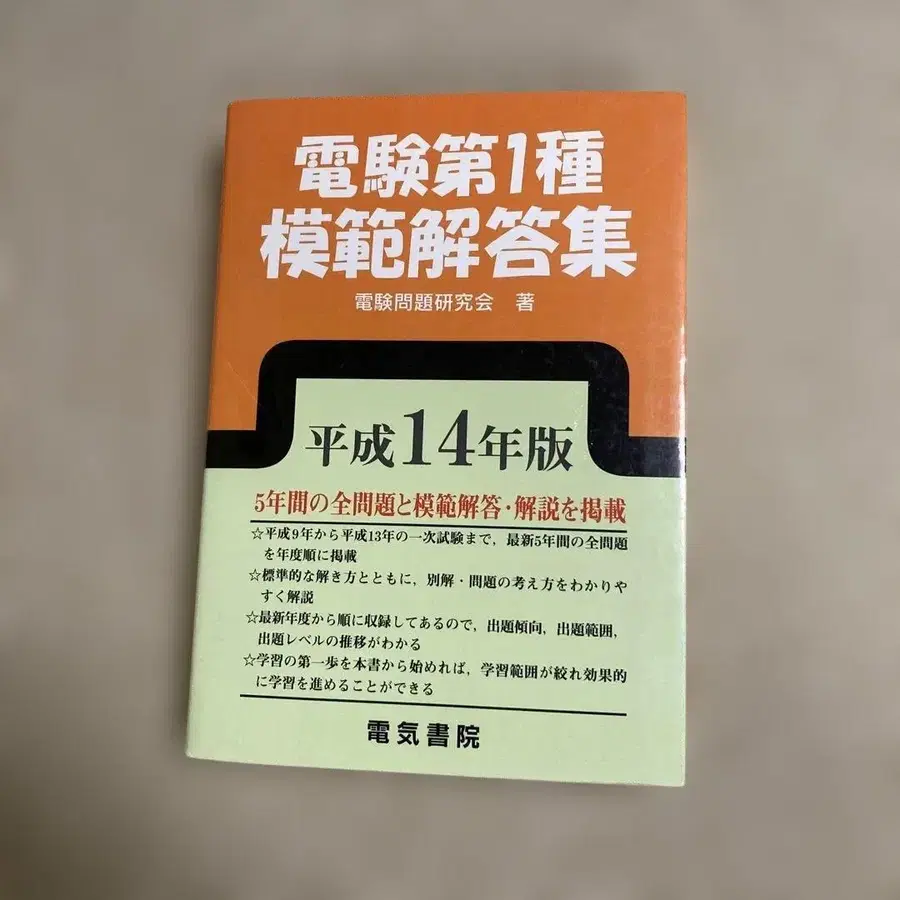 電験第1種
模範解答集
電験問題研究会 著
平成14年版
5年間の全問題と模範解答・解説を掲載
☆平成9年から平成13年の一次試験まで，最新5年間の全問題
を年度順に掲載
☆標準的な解き方とともに，別解・問題の考え方をわかりや
すく解説
☆最新年度から順に収録してあるので，出題傾向，出題範囲，
出題レベルの推移がわかる
☆学習の第一歩を本書から始めれば，学習範囲が絞れ効果的
に学習を進めることができる
電気書院